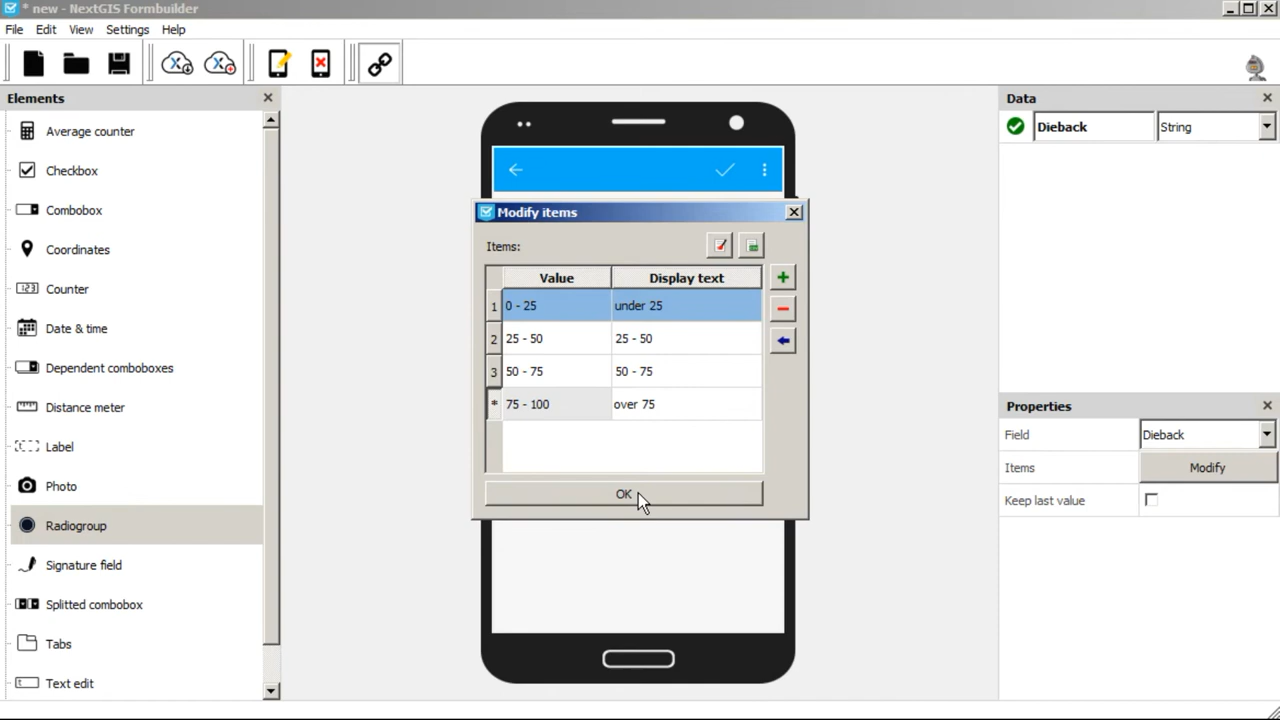 * new - NextGIS Formbuilder
File Edit View Settings Help
Elements
Average counter
Checkbox
Combobox
Coordinates
123 Counter
Date & time
Dependent comboboxes
Distance meter
Label
Photo
Radiogroup
Signature field
Splitted combobox
Tabs
t Text edit
Modify items
Items:
Value Display text
1 0 - 25 under 25
2 25 - 50 25 - 50
3 50 - 75 50 - 75
* 75 - 100 over 75
OK
Data
Dieback String
Properties
Field Dieback
Items Modify
Keep last value